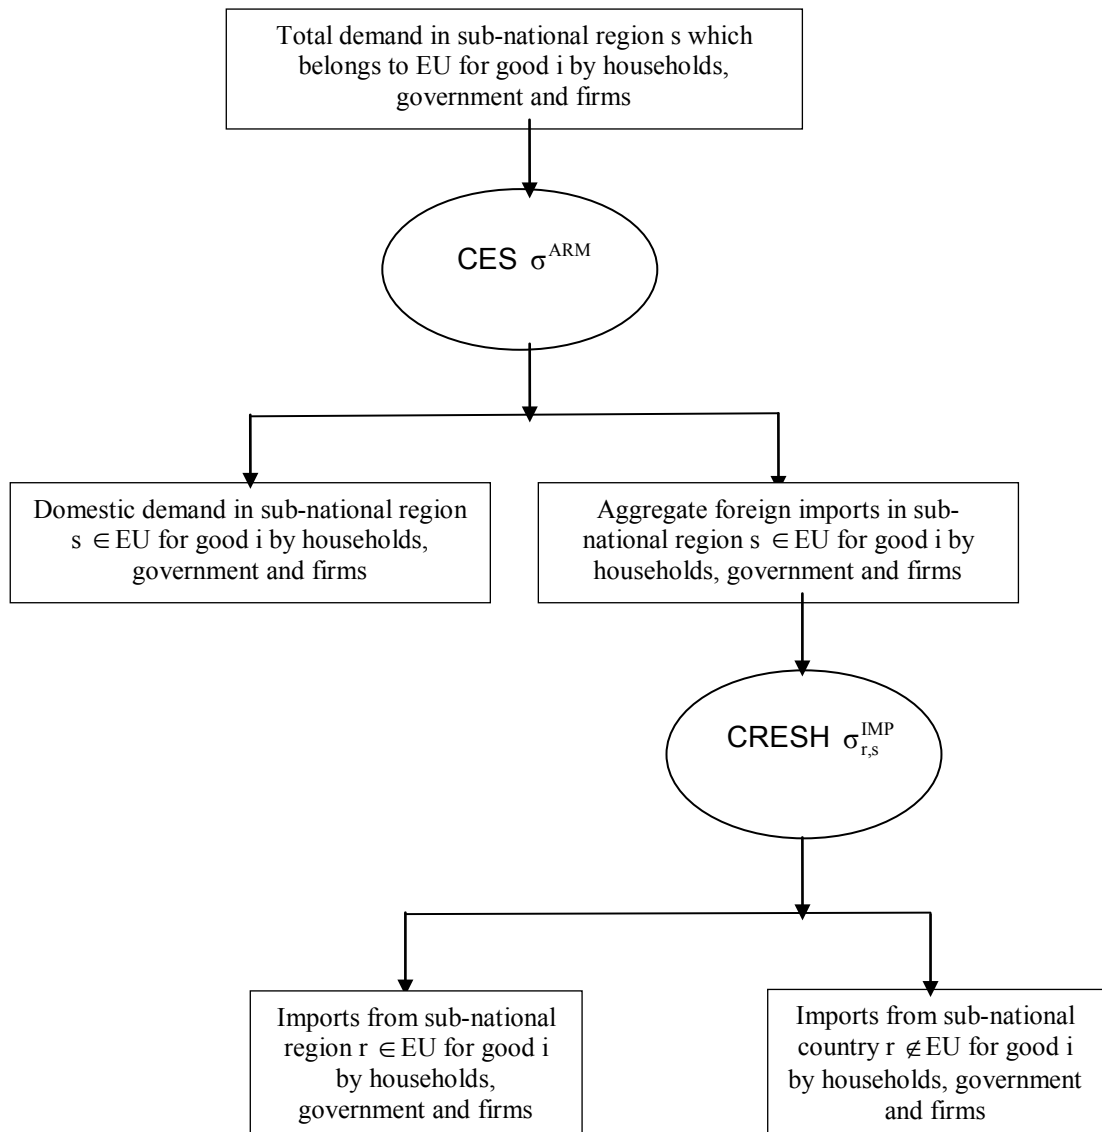 Total demand in sub-national region s which
belongs to EU for good i by households,
government and firms
CES σ^ARM
Domestic demand in sub-national region
s ∈ EU for good i by households,
government and firms
Aggregate foreign imports in sub-
national region s ∈ EU for good i by
households, government and firms
CRESH σ_r,s^IMP
Imports from sub-national
region r ∈ EU for good i
by households,
government and firms
Imports from sub-national
country r ∉ EU for good i
by households, government
and firms